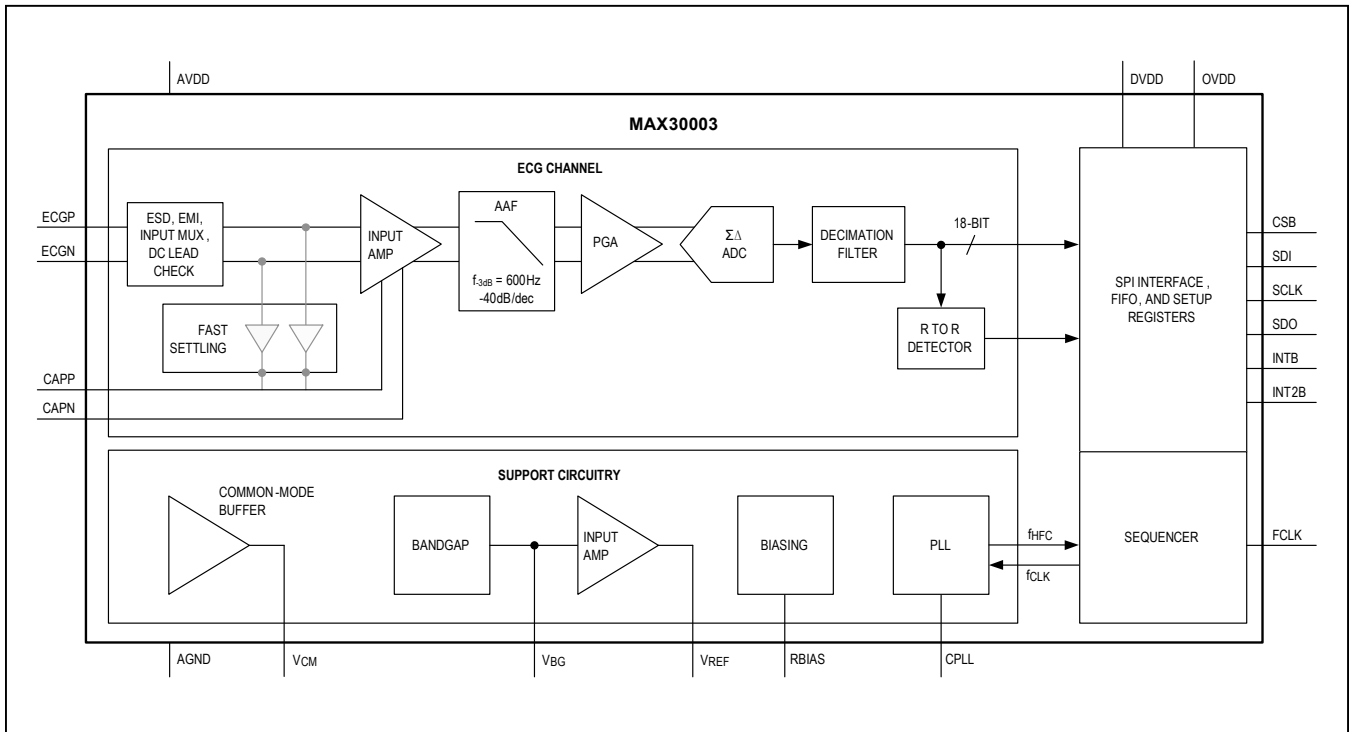 AVDD
DVDD
OVDD
MAX30003
ECG CHANNEL
ECGP
ECGN
ESD, EMI,
INPUT MUX ,
DC LEAD
CHECK
INPUT
AMP
AAF
f-3dB = 600Hz
-40dB/dec
PGA
ΣΔ
ADC
DECIMATION
FILTER
18-BIT
R TO R
DETECTOR
FAST
SETTLING
CAPP
CAPN
SPI INTERFACE ,
FIFO, AND SETUP
REGISTERS
CSB
SDI
SCLK
SDO
INTB
INT2B
SUPPORT CIRCUITRY
COMMON-MODE
BUFFER
BANDGAP
INPUT
AMP
BIASING
PLL
fHFC
fCLK
SEQUENCER
FCLK
AGND
VCM
VBG
VREF
RBIAS
CPLL